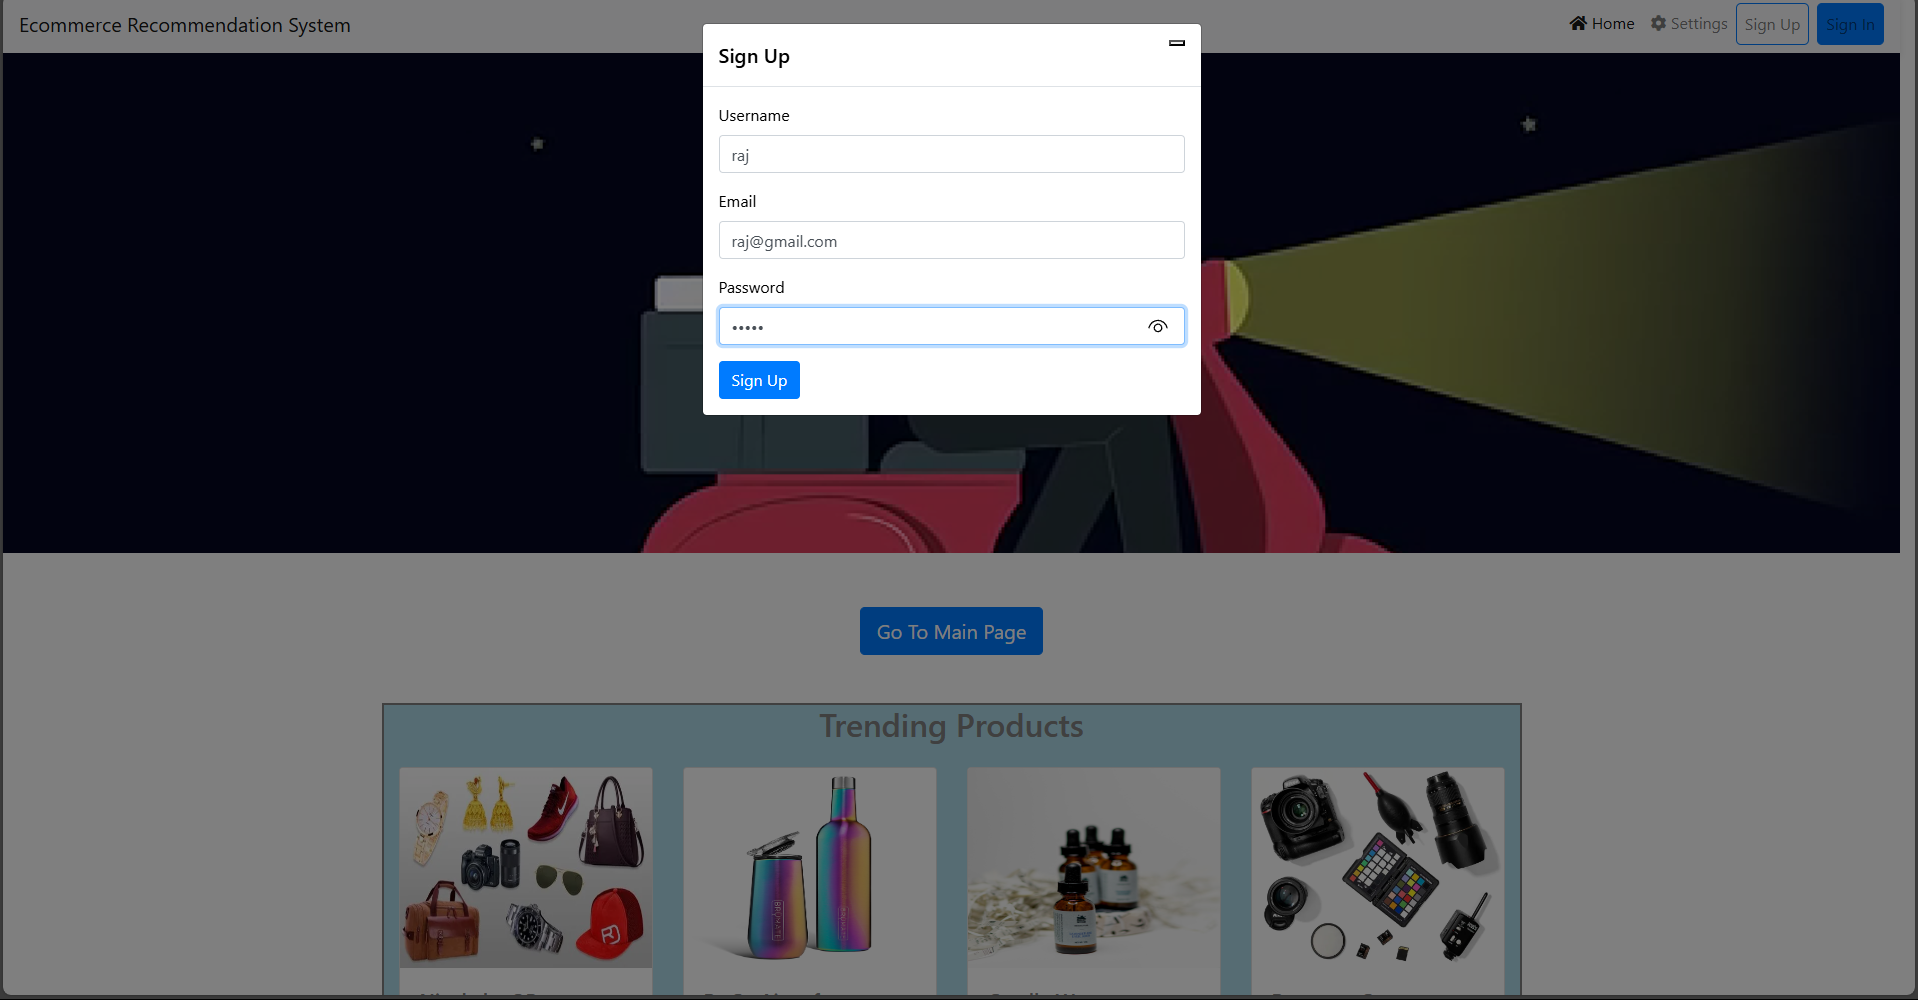 Ecommerce Recommendation System
Home
Settings
Sign Up
Sign In
Sign Up
Username
raj
Email
raj@gmail.com
Password
•••••
Sign Up
Go To Main Page
Trending Products